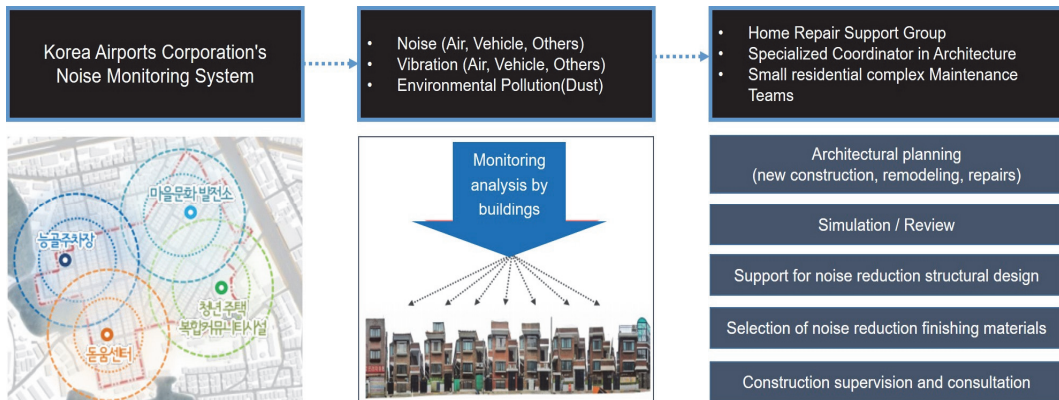 Korea Airports Corporation's
Noise Monitoring System
• Noise (Air, Vehicle, Others)
• Vibration (Air, Vehicle, Others)
• Environmental Pollution(Dust)
• Home Repair Support Group
• Specialized Coordinator in Architecture
• Small residential complex Maintenance
Teams
마을문화 발전소
능골주차장
청년 주택
복합커뮤니티시설
돋움센터
Monitoring
analysis by
buildings
Architectural planning
(new construction, remodeling, repairs)
Simulation / Review
Support for noise reduction structural design
Selection of noise reduction finishing materials
Construction supervision and consultation